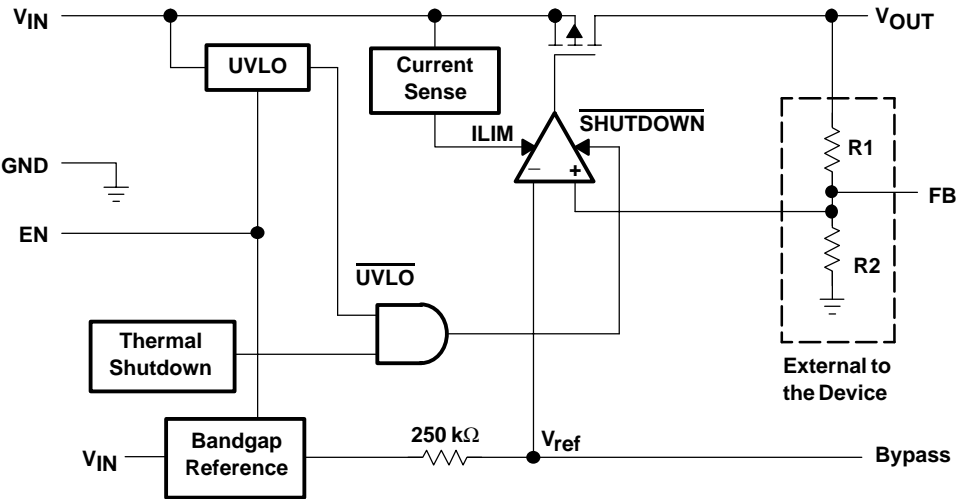 VIN
VOUT
UVLO
Current
Sense
SHUTDOWN
ILIM
− +
R1
GND
FB
EN
R2
UVLO
Thermal
Shutdown
External to
the Device
Bandgap
Reference
250 kΩ
Vref
VIN
Bypass